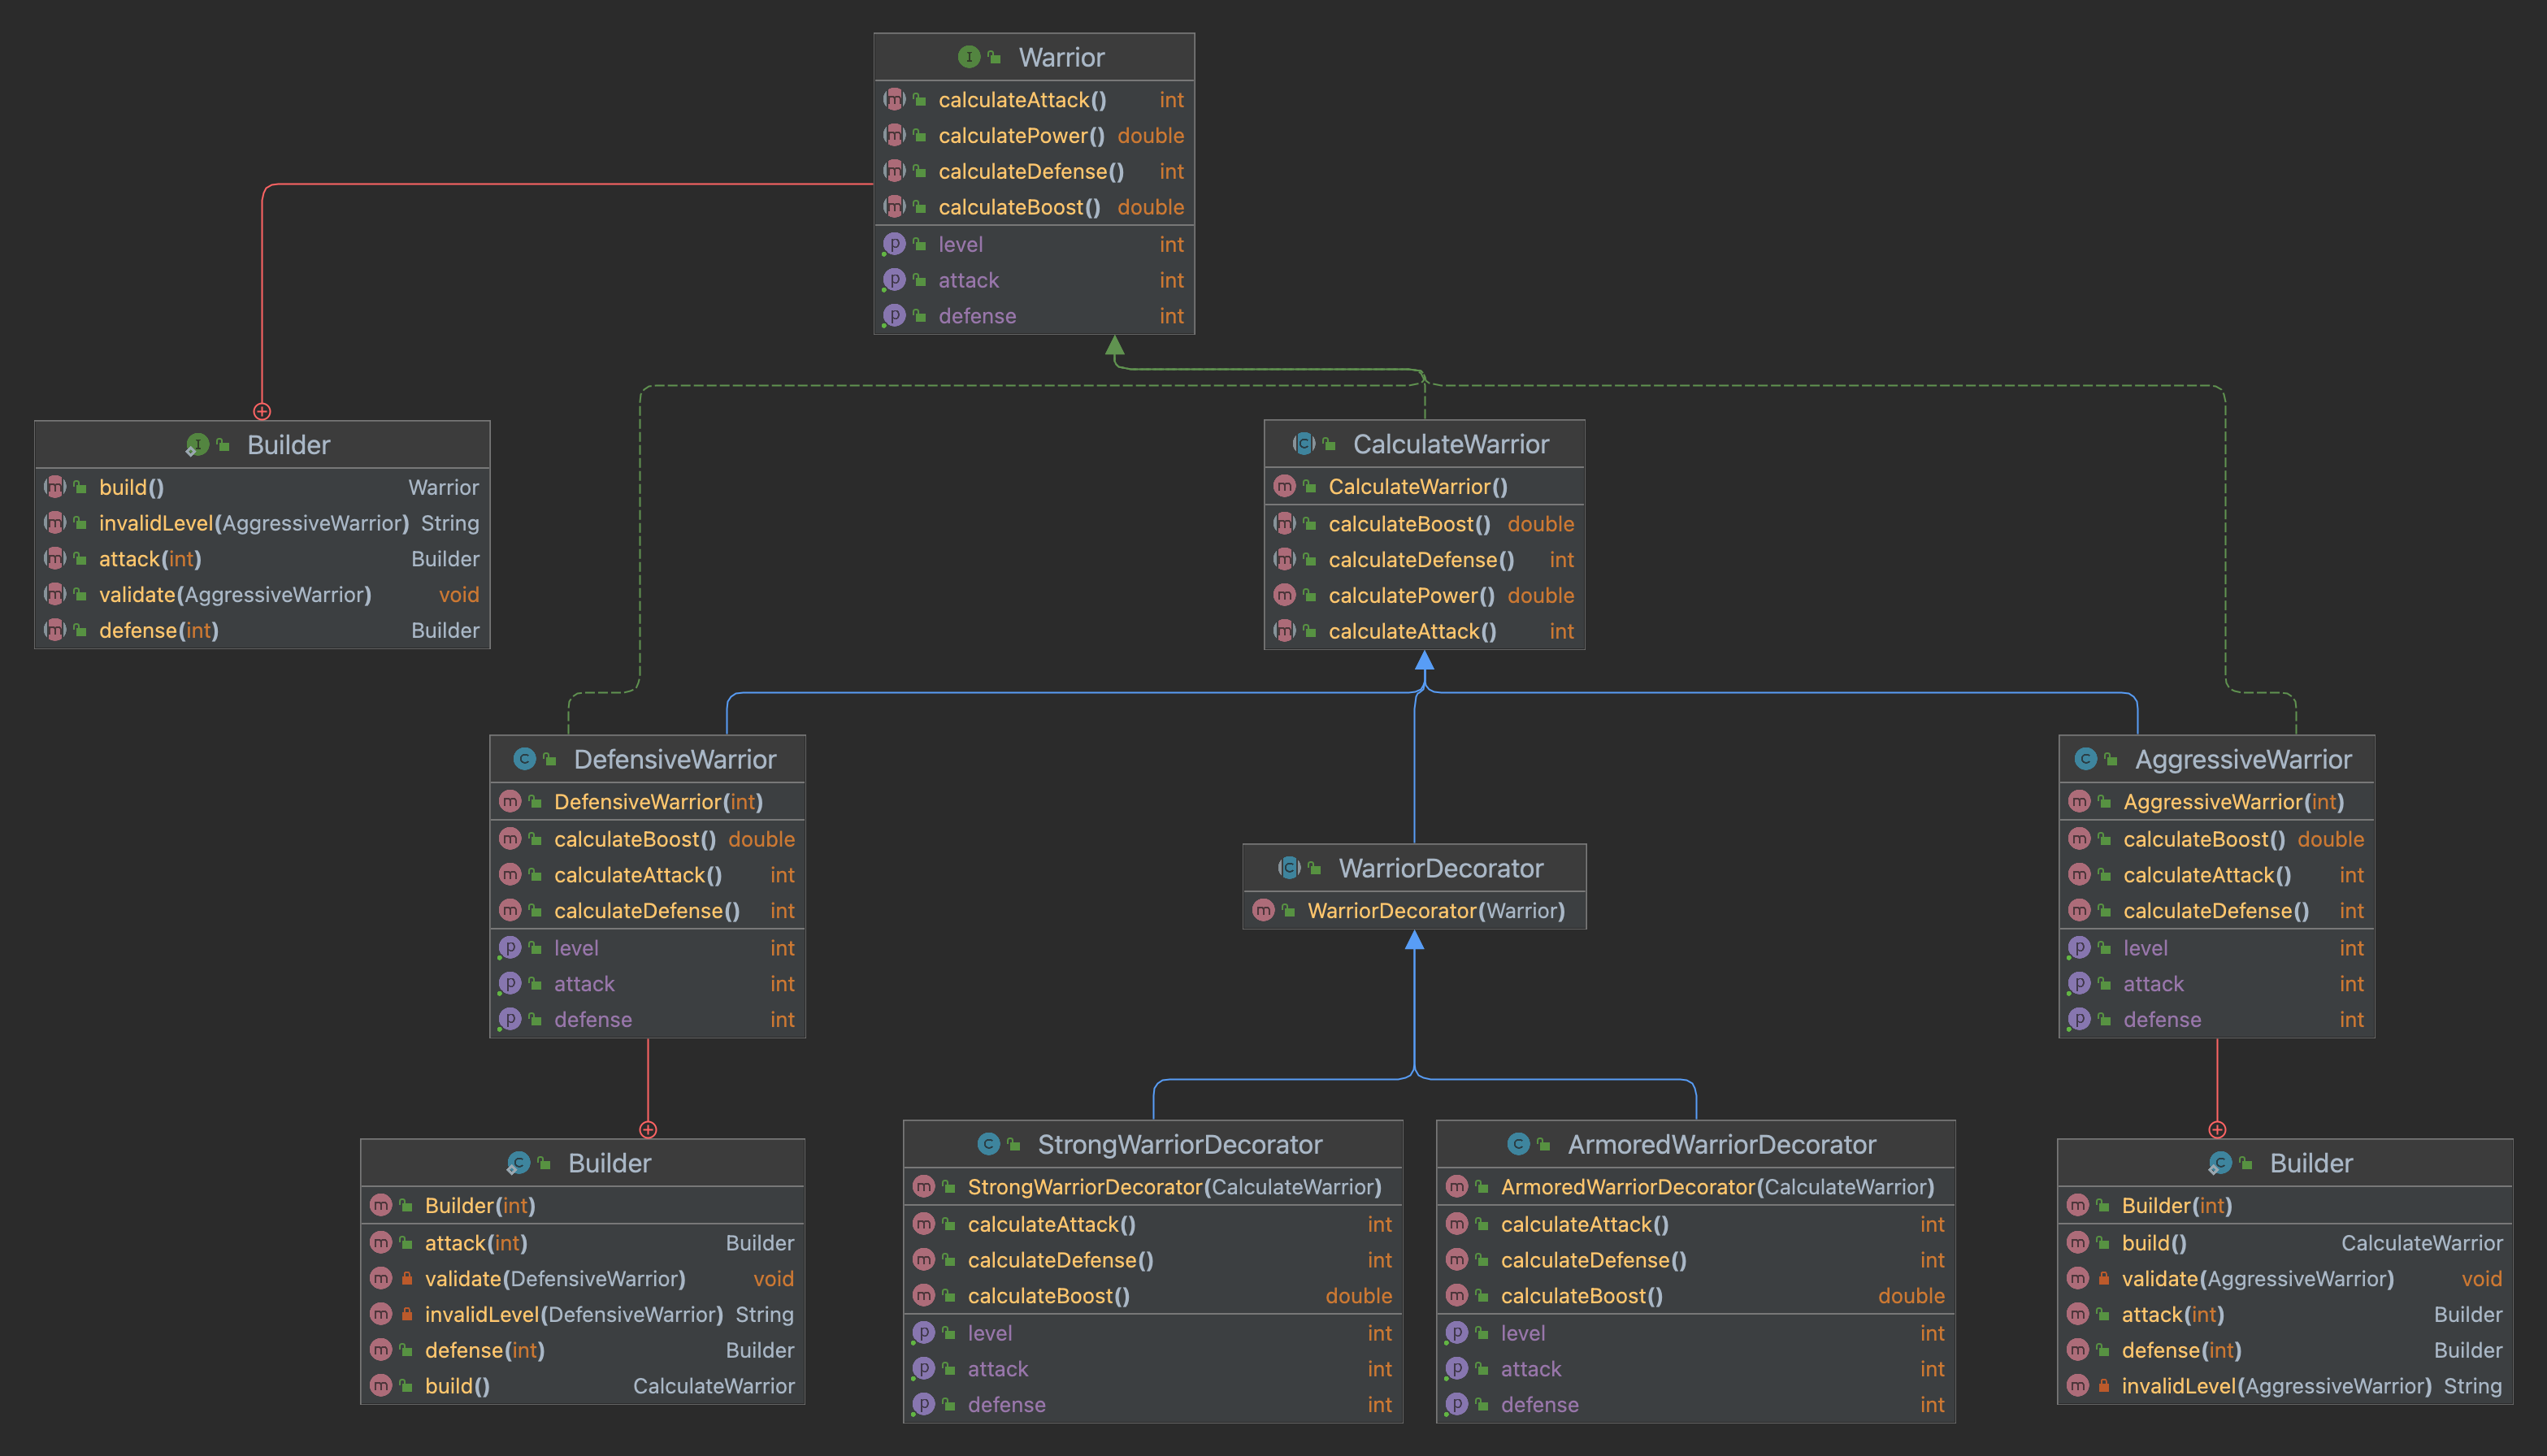 Warrior
calculateAttack() int
calculatePower() double
calculateDefense() int
calculateBoost() double
level int
attack int
defense int
Builder
build() Warrior
invalidLevel(AggressiveWarrior) String
attack(int) Builder
validate(AggressiveWarrior) void
defense(int) Builder
CalculateWarrior
CalculateWarrior()
calculateBoost() double
calculateDefense() int
calculatePower() double
calculateAttack() int
DefensiveWarrior
DefensiveWarrior(int)
calculateBoost() double
calculateAttack() int
calculateDefense() int
level int
attack int
defense int
WarriorDecorator
WarriorDecorator(Warrior)
AggressiveWarrior
AggressiveWarrior(int)
calculateBoost() double
calculateAttack() int
calculateDefense() int
level int
attack int
defense int
Builder
Builder(int)
attack(int) Builder
validate(DefensiveWarrior) void
invalidLevel(DefensiveWarrior) String
defense(int) Builder
build() CalculateWarrior
StrongWarriorDecorator
StrongWarriorDecorator(CalculateWarrior)
calculateAttack() int
calculateDefense() int
calculateBoost() double
level int
attack int
defense int
ArmoredWarriorDecorator
ArmoredWarriorDecorator(CalculateWarrior)
calculateAttack() int
calculateDefense() int
calculateBoost() double
level int
attack int
defense int
Builder
Builder(int)
build() CalculateWarrior
validate(AggressiveWarrior) void
attack(int) Builder
defense(int) Builder
invalidLevel(AggressiveWarrior) String